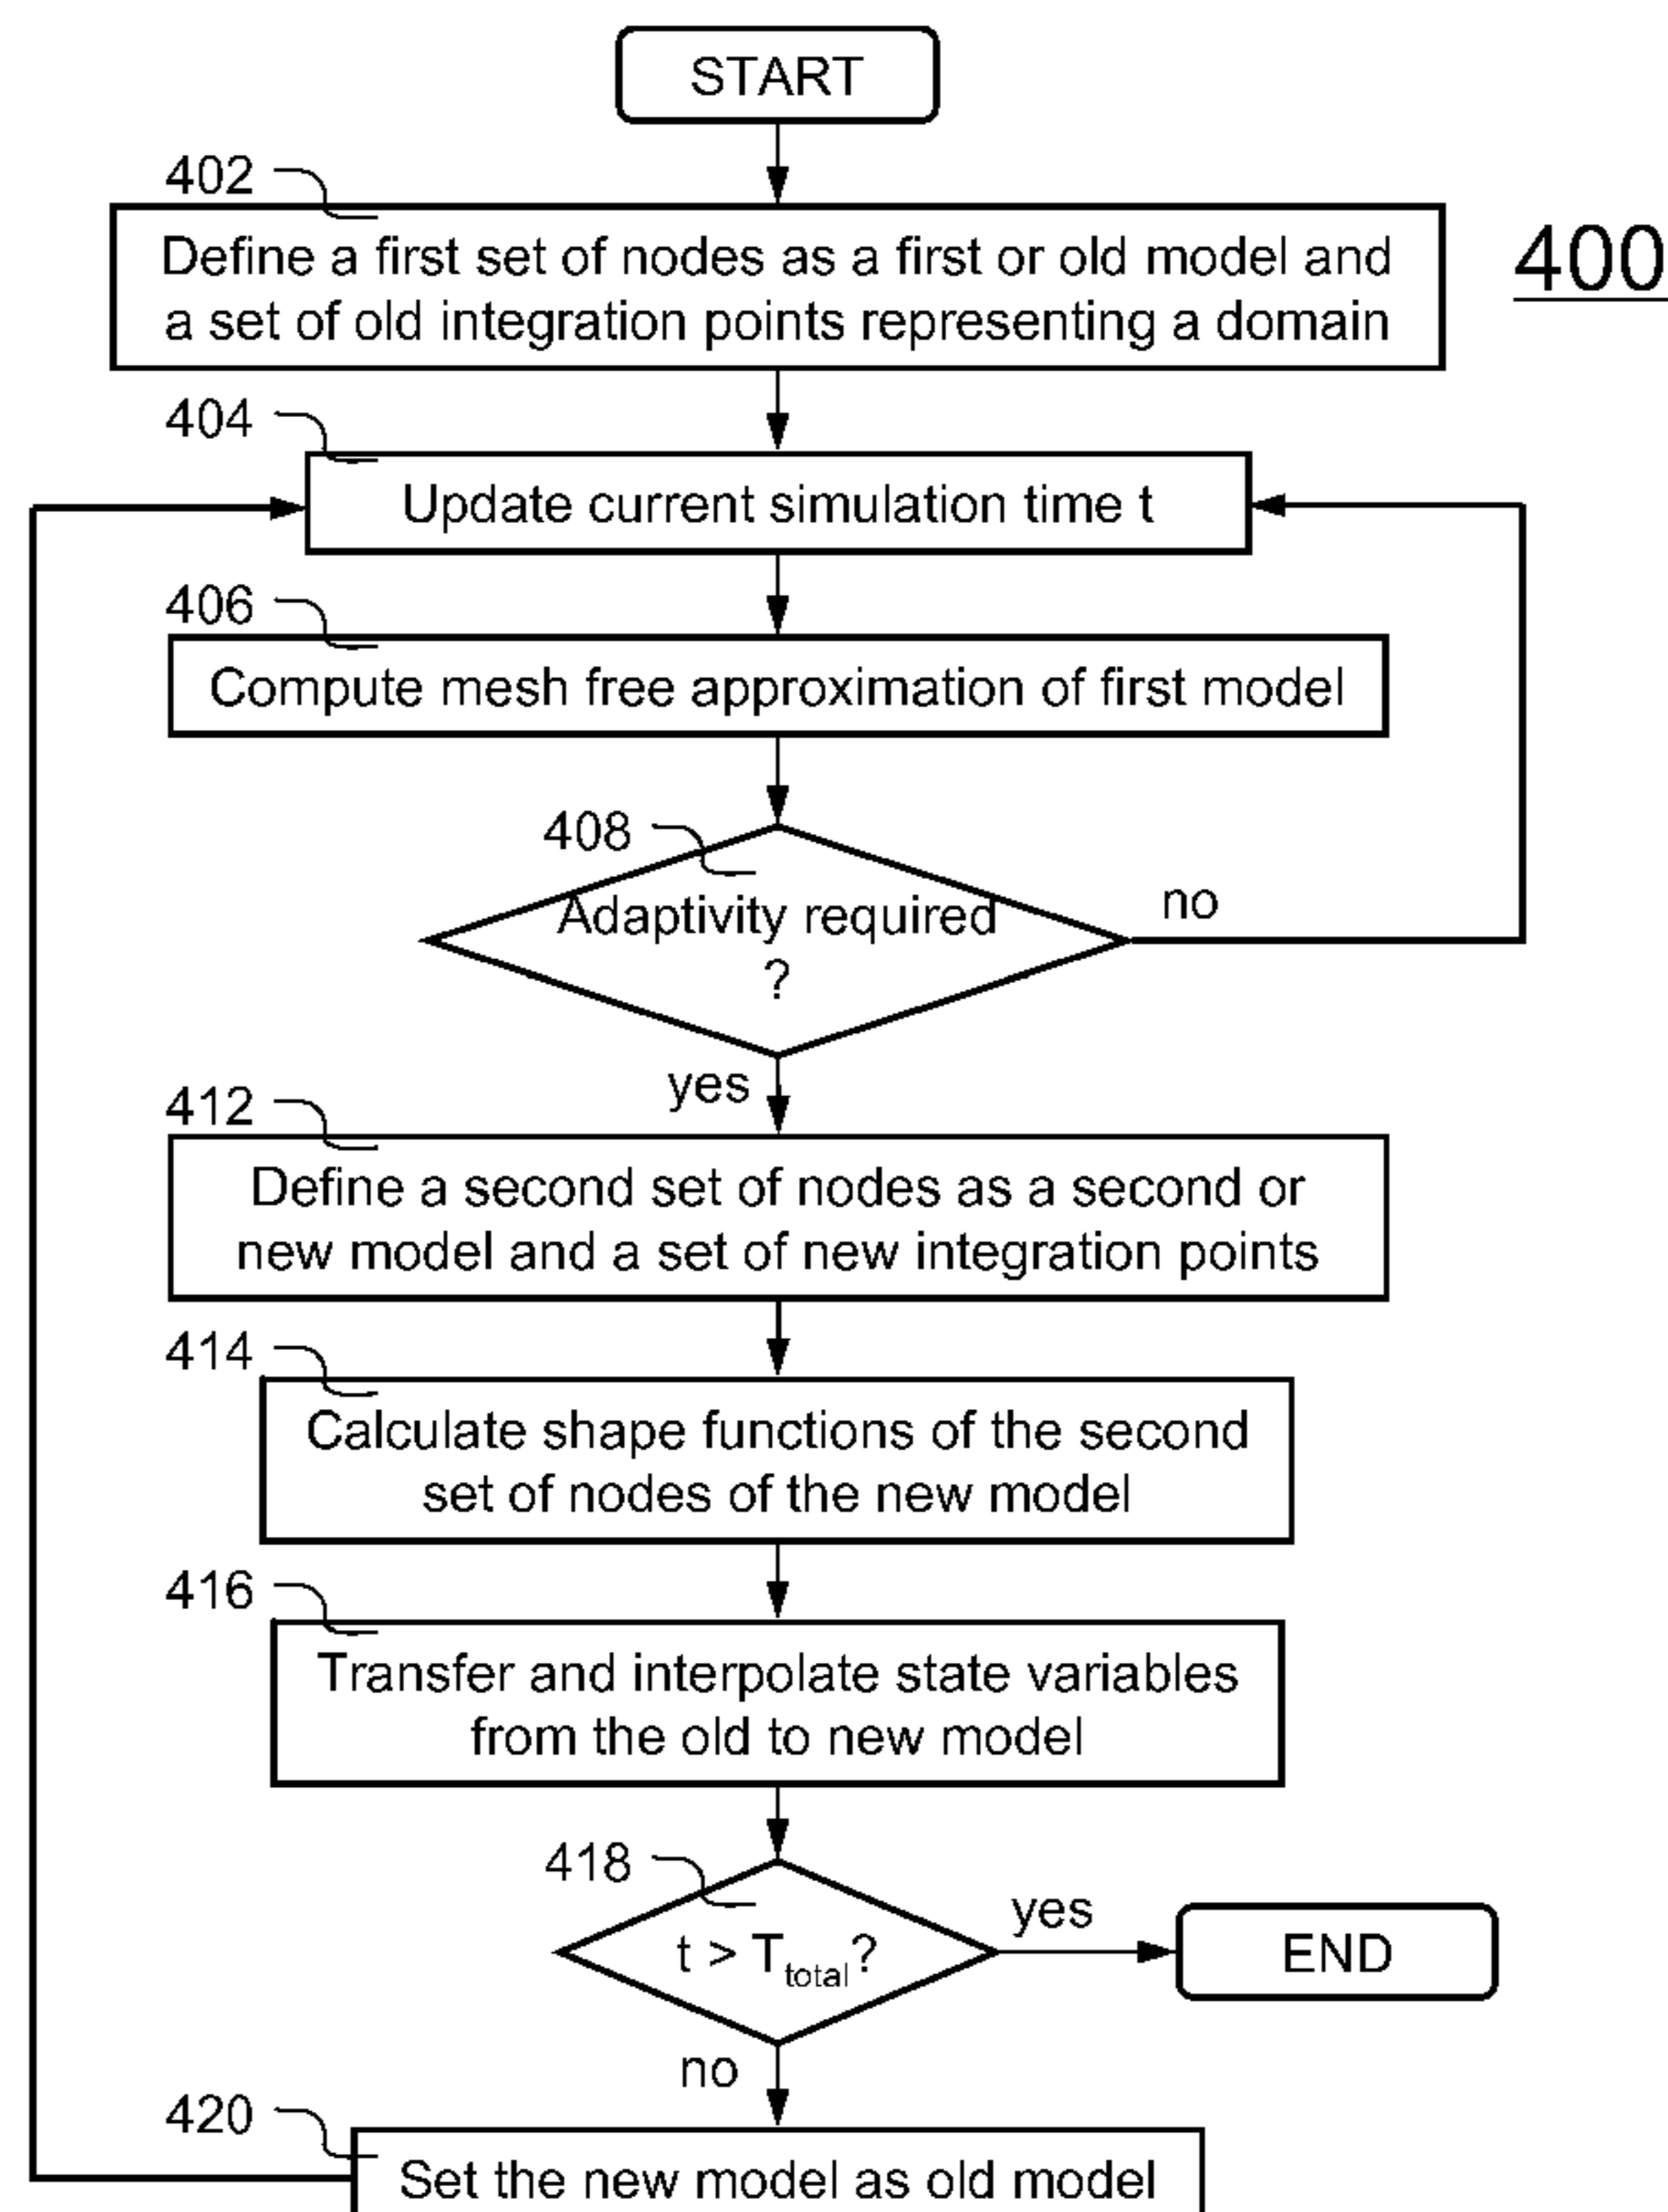 START
402
Define a first set of nodes as a first or old model and
a set of old integration points representing a domain
400
404
Update current simulation time t
406
Compute mesh free approximation of first model
408
Adaptivity required
?
no
yes
412
Define a second set of nodes as a second or
new model and a set of new integration points
414
Calculate shape functions of the second
set of nodes of the new model
416
Transfer and interpolate state variables
from the old to new model
418
t > Ttotal?
yes
END
no
420
Set the new model as old model